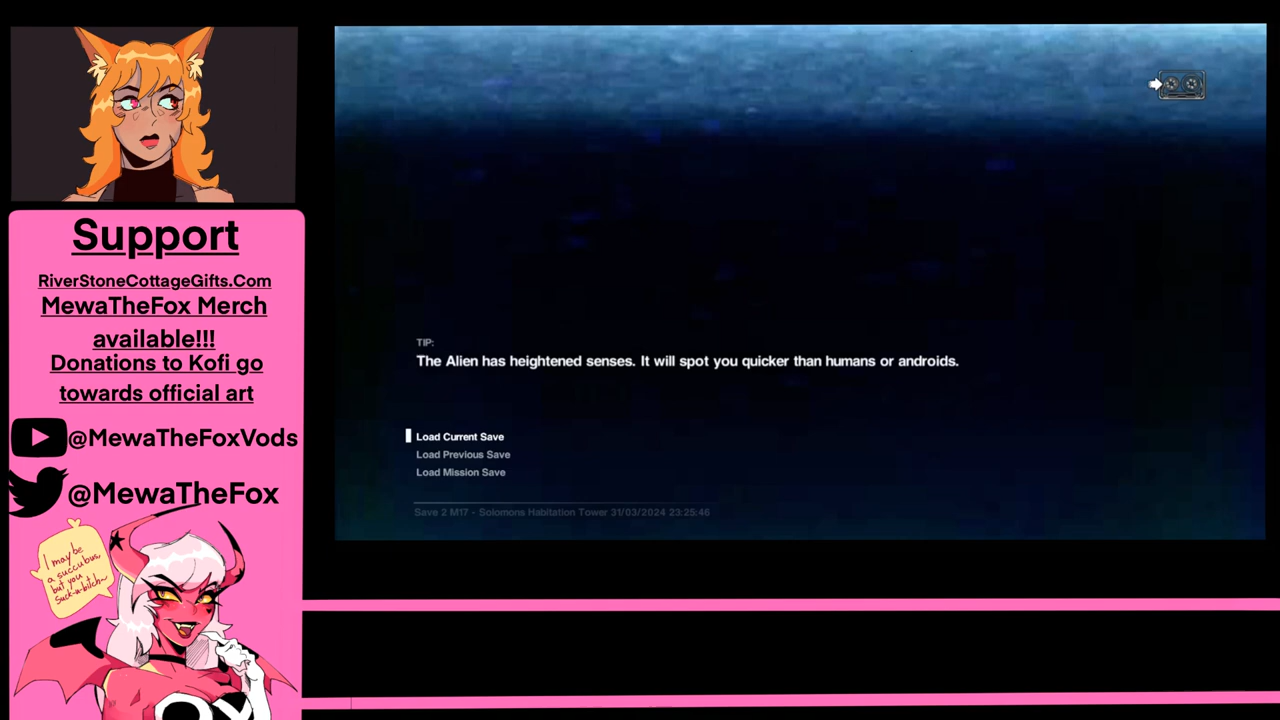 Support
RiverStoneCottageGifts.Com
MewaTheFox Merch
available!!!
Donations to Kofi go
towards official art
@MewaTheFoxVods
@MewaTheFox
I maybe
a succubus,
but you
suck-a-bitch~
TIP:
The Alien has heightened senses. It will spot you quicker than humans or androids.
Load Current Save
Load Previous Save
Load Mission Save
Save 2 M17 - Solomons Habitation Tower 31/03/2024 23:25:46